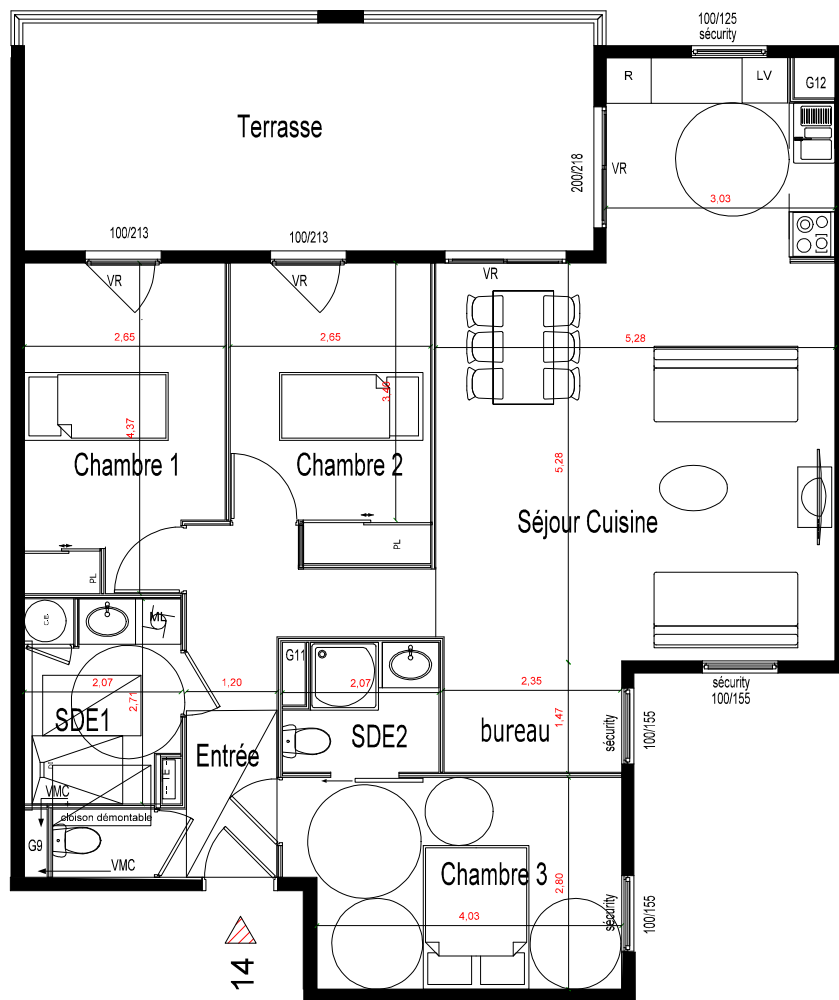 100/125
sécurity
R
LV
G12
Terrasse
200/218
VR
3,03
100/213
100/213
VR
VR
VR
2,65
2,65
5,28
3,40
4,37
Chambre 1
Chambre 2
5,28
Séjour Cuisine
PL
PL
C.E.
ML
G11
sécurity
100/155
2,07
1,20
2,07
2,35
2,71
SDE1
SDE2
bureau
1,47
sécurity
100/155
Entrée
E
VMC
cloison démontable
G9
VMC
Chambre 3
2,80
4,03
sécurity
100/155
14